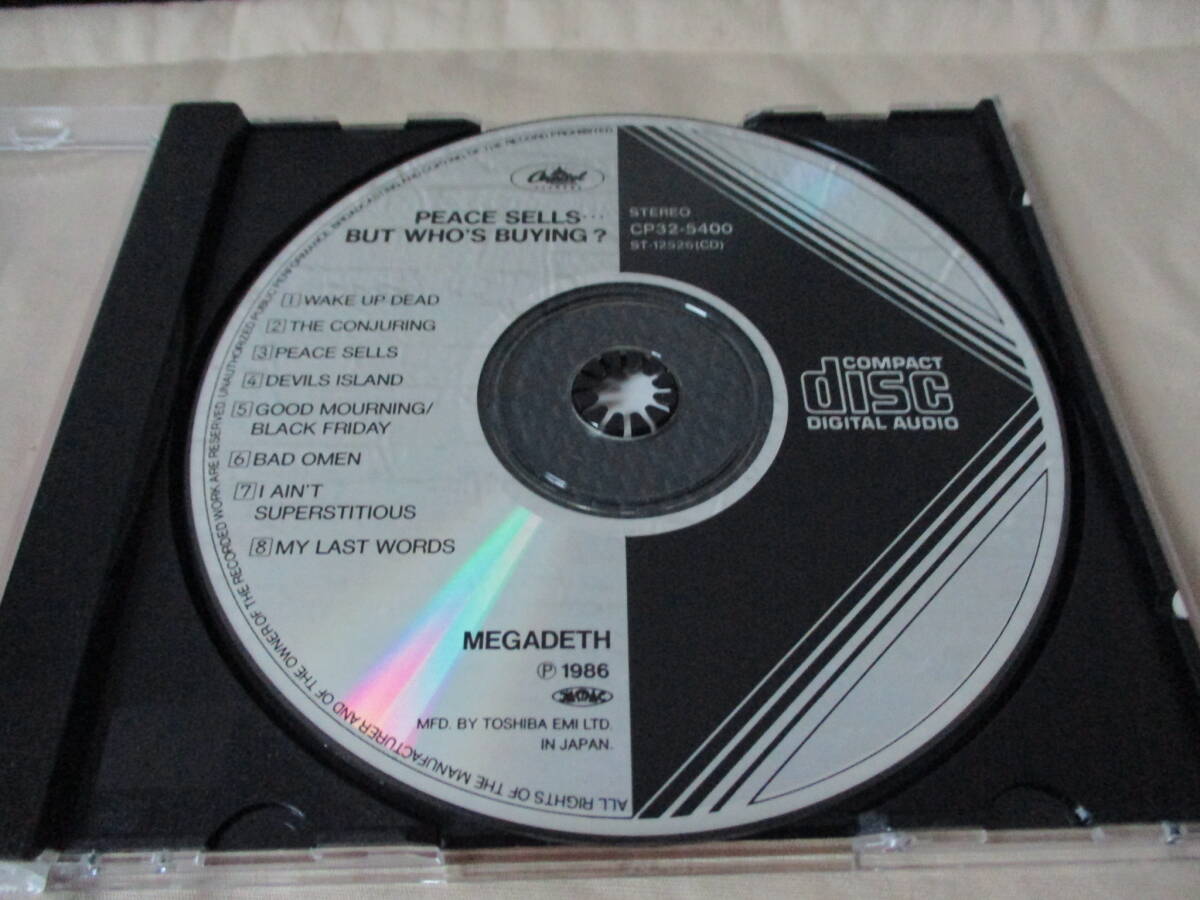 Capitol
RECORDS
PEACE SELLS···
BUT WHO'S BUYING?
STEREO
CP32-5400
ST-12526(CD)
1 WAKE UP DEAD
2 THE CONJURING
3 PEACE SELLS
4 DEVILS ISLAND
5 GOOD MOURNING/
BLACK FRIDAY
6 BAD OMEN
7 I AIN'T
SUPERSTITIOUS
8 MY LAST WORDS
COMPACT
disc
DIGITAL AUDIO
MEGADETH
Ⓟ 1986
MFD. BY TOSHIBA EMI LTD.
IN JAPAN.
ALL RIGHTS OF THE MANUFACTURER AND OF THE OWNER OF THE RECORDED WORK ARE RESERVED. UNAUTHORIZED PUBLIC PERFORMANCE, BROADCASTING AND COPYING OF THE RECORD PROHIBITED